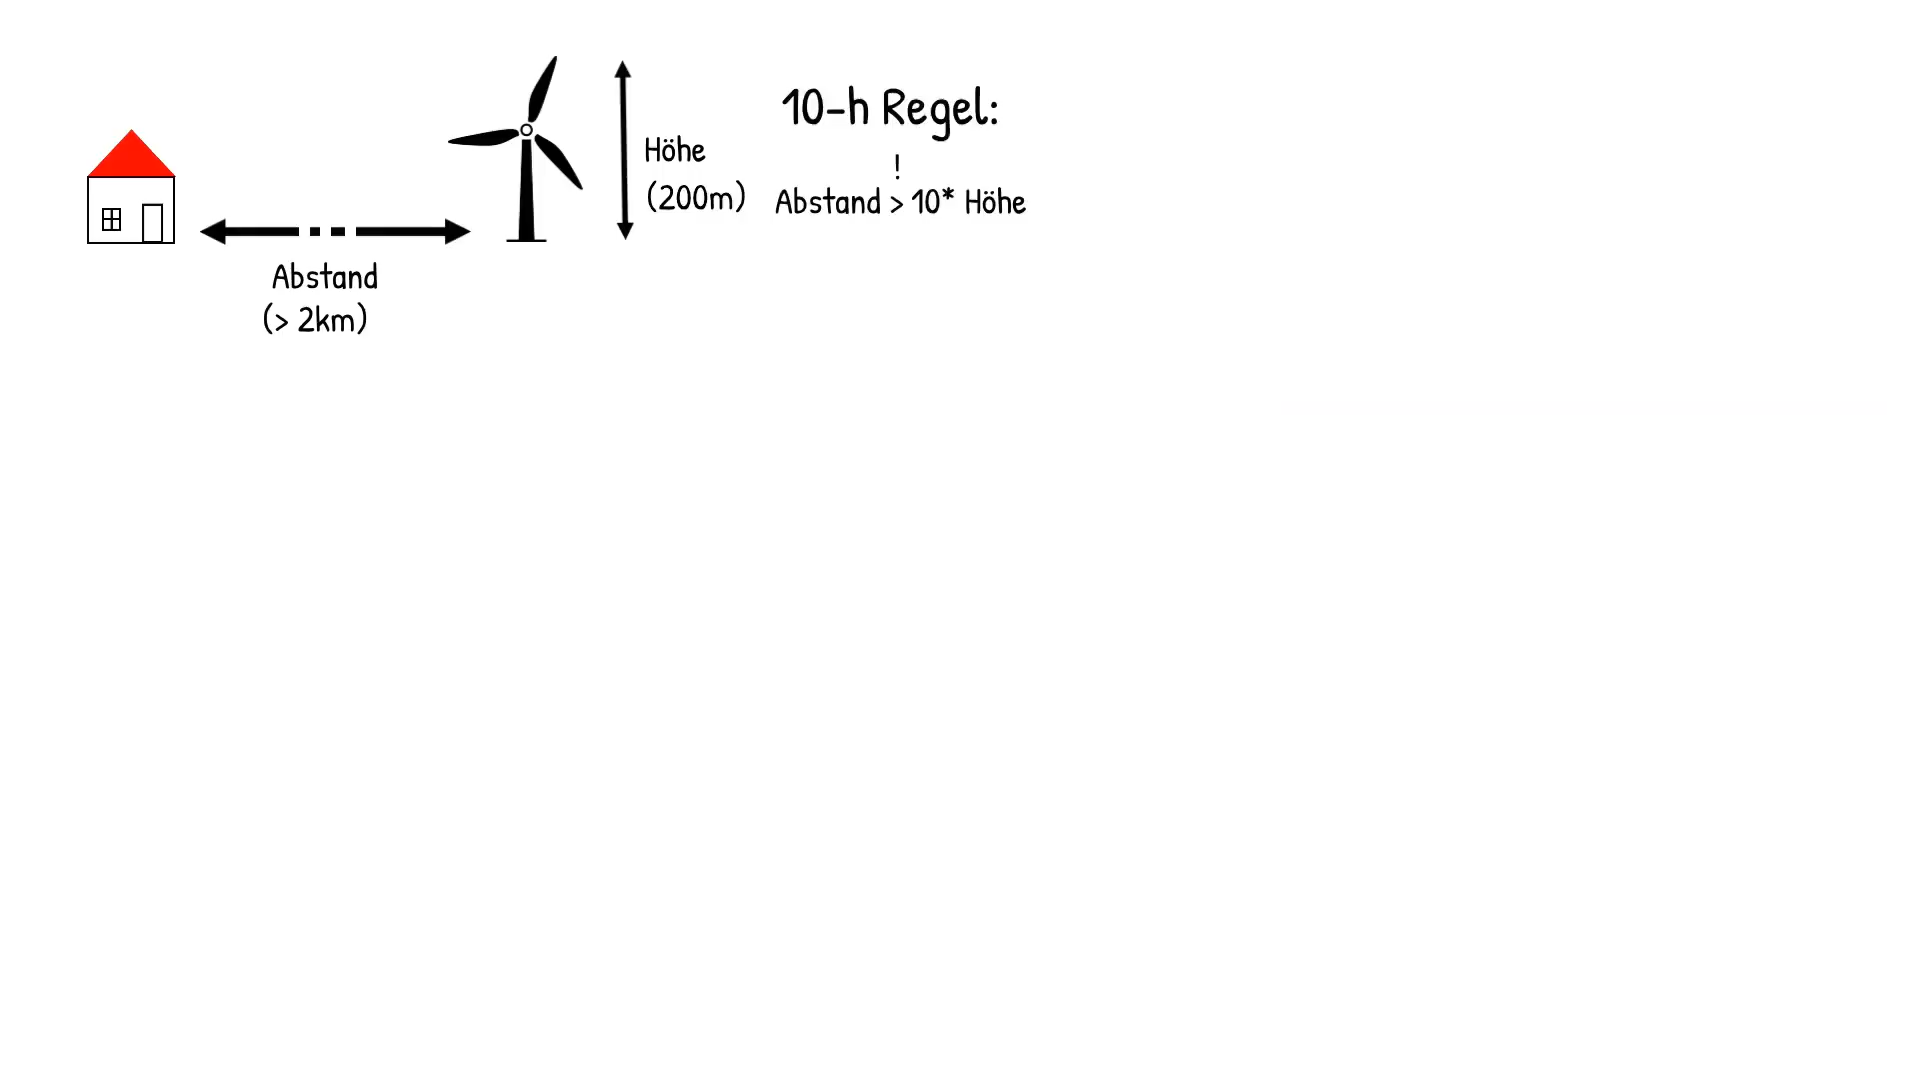 10-h Regel:
Höhe
(200m)
!
Abstand > 10* Höhe
Abstand
(> 2km)